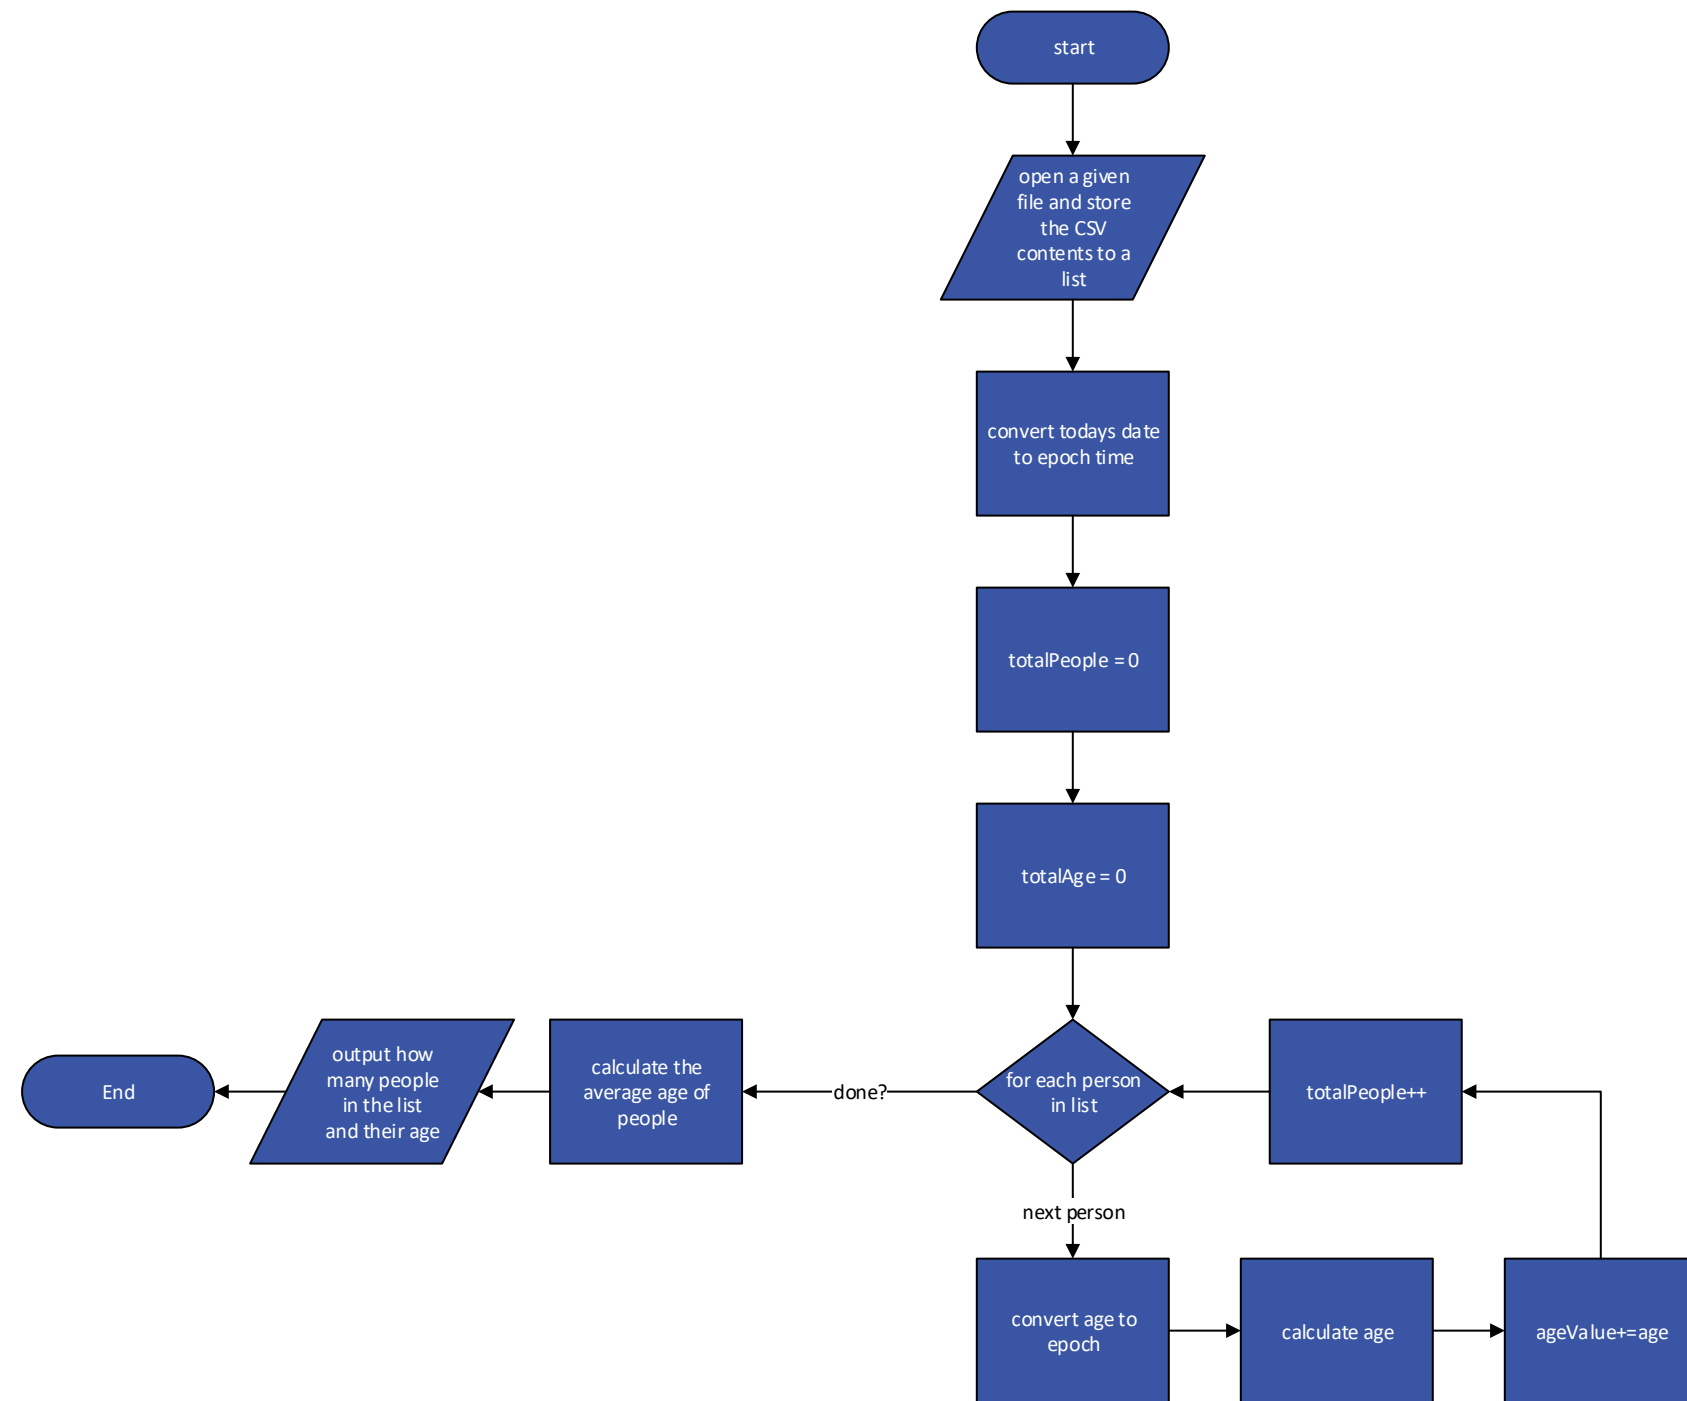 start
open a given
file and store
the CSV
contents to a
list
convert todays date
to epoch time
totalPeople = 0
totalAge = 0
for each person
in list
done?
calculate the
average age of
people
output how
many people
in the list
and their age
End
next person
convert age to
epoch
calculate age
ageValue+=age
totalPeople++